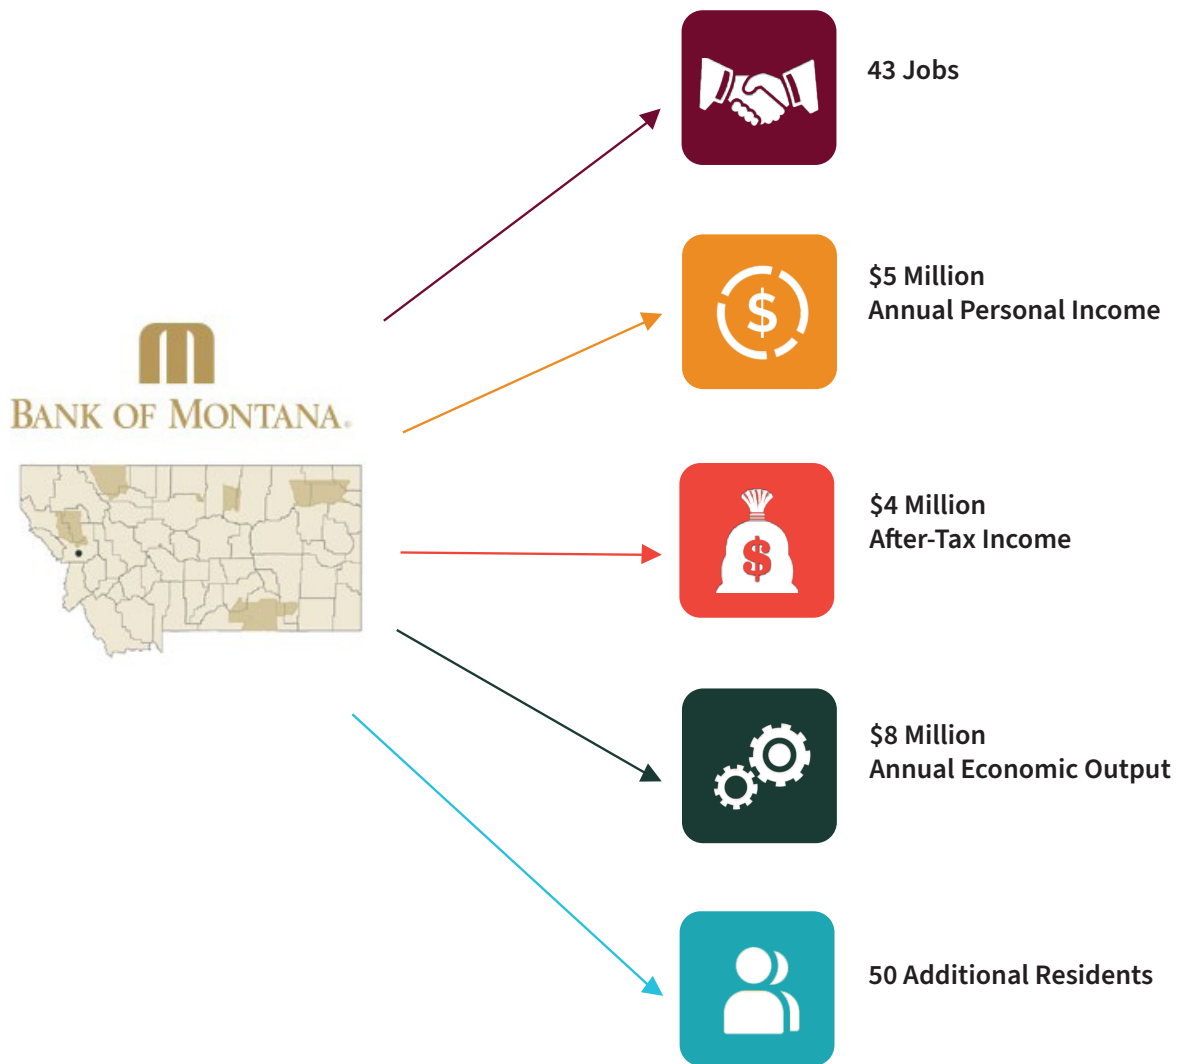 43 Jobs
$5 Million
Annual Personal Income
BANK OF MONTANA
$4 Million
After-Tax Income
$8 Million
Annual Economic Output
50 Additional Residents